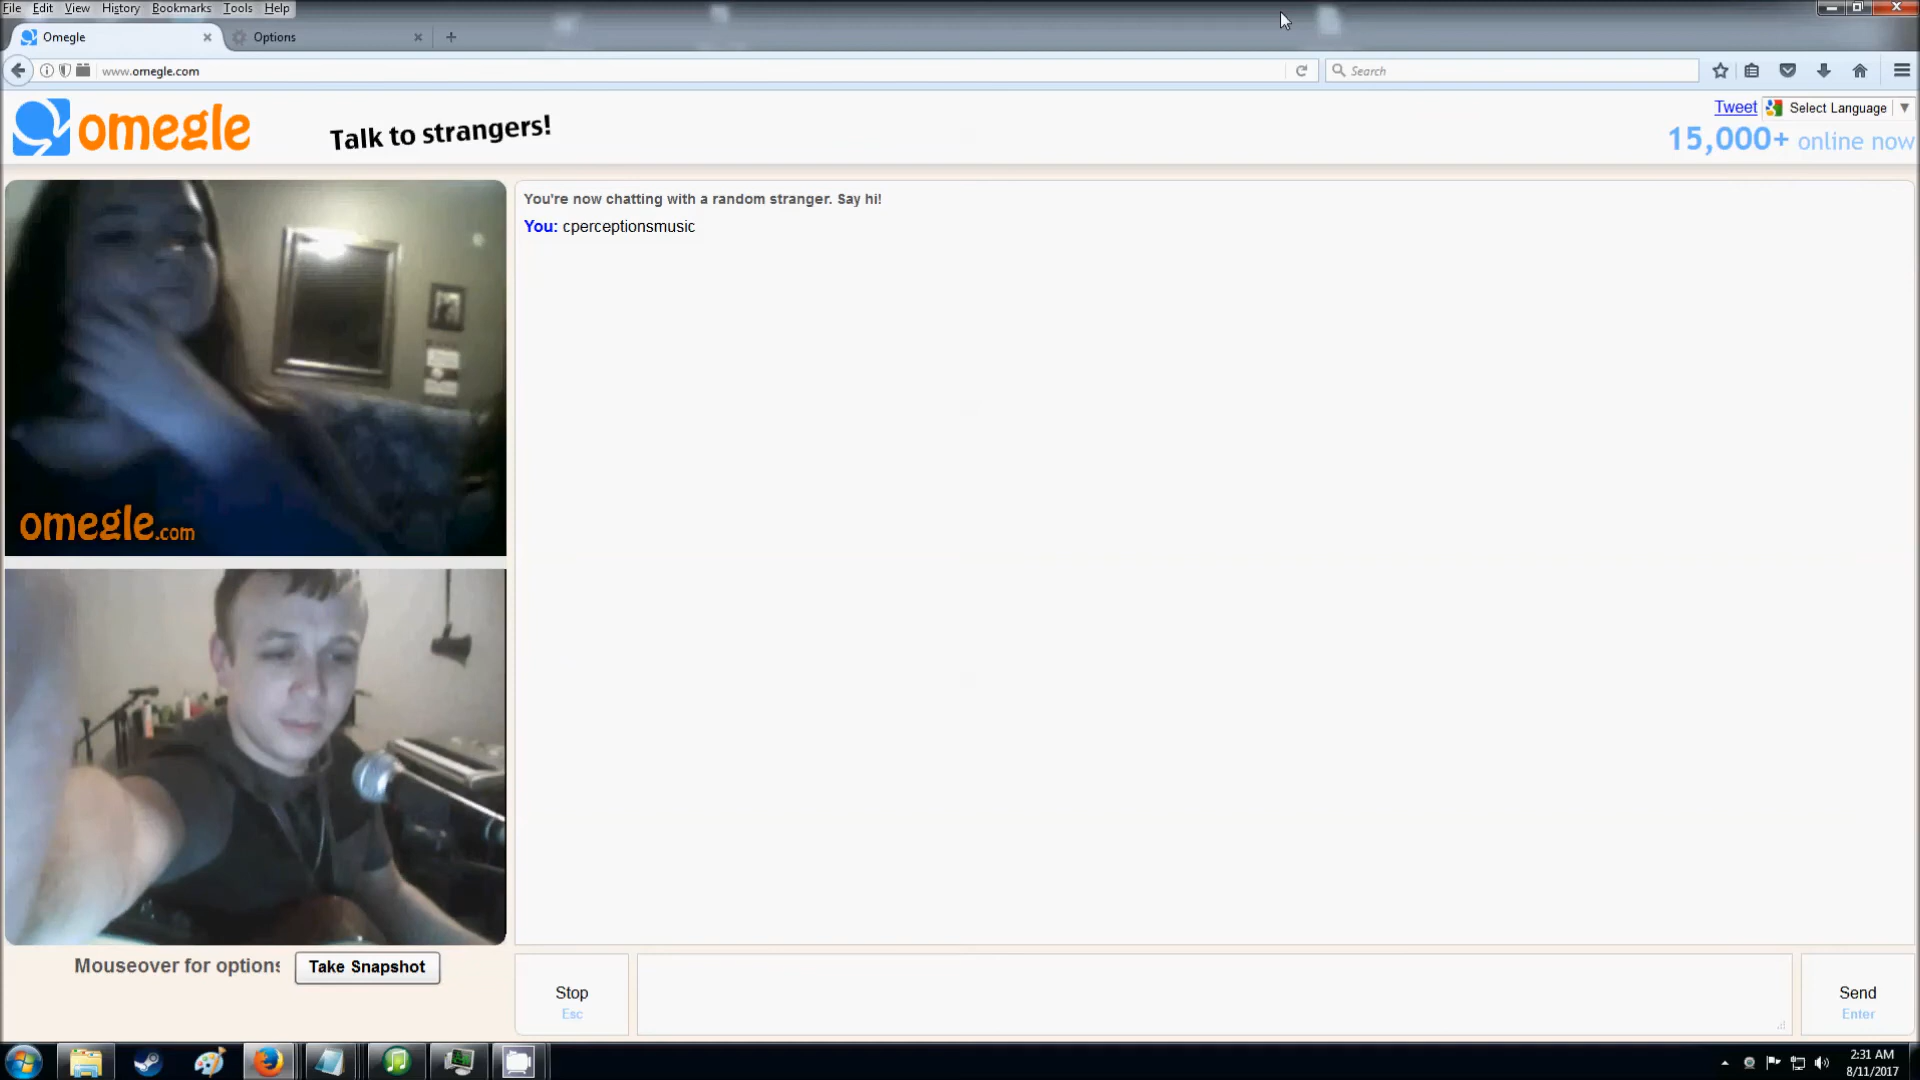 File Edit View History Bookmarks Tools Help
Omegle
Options
www.omegle.com
Search
omegle
Talk to strangers!
Tweet
Select Language
15,000+ online now
You're now chatting with a random stranger. Say hi!
You: cperceptionsmusic
omegle.com
Mouseover for options
Take Snapshot
Stop
Esc
Send
Enter
2:31 AM
8/11/2017